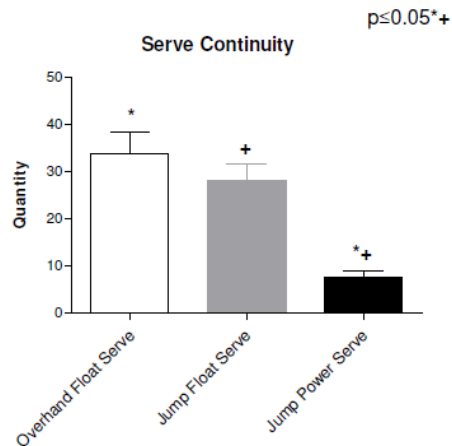 p≤0.05*+
Serve Continuity
50
40
30
20
10
0
Quantity
*
+
*+
Overhand Float Serve
Jump Float Serve
Jump Power Serve